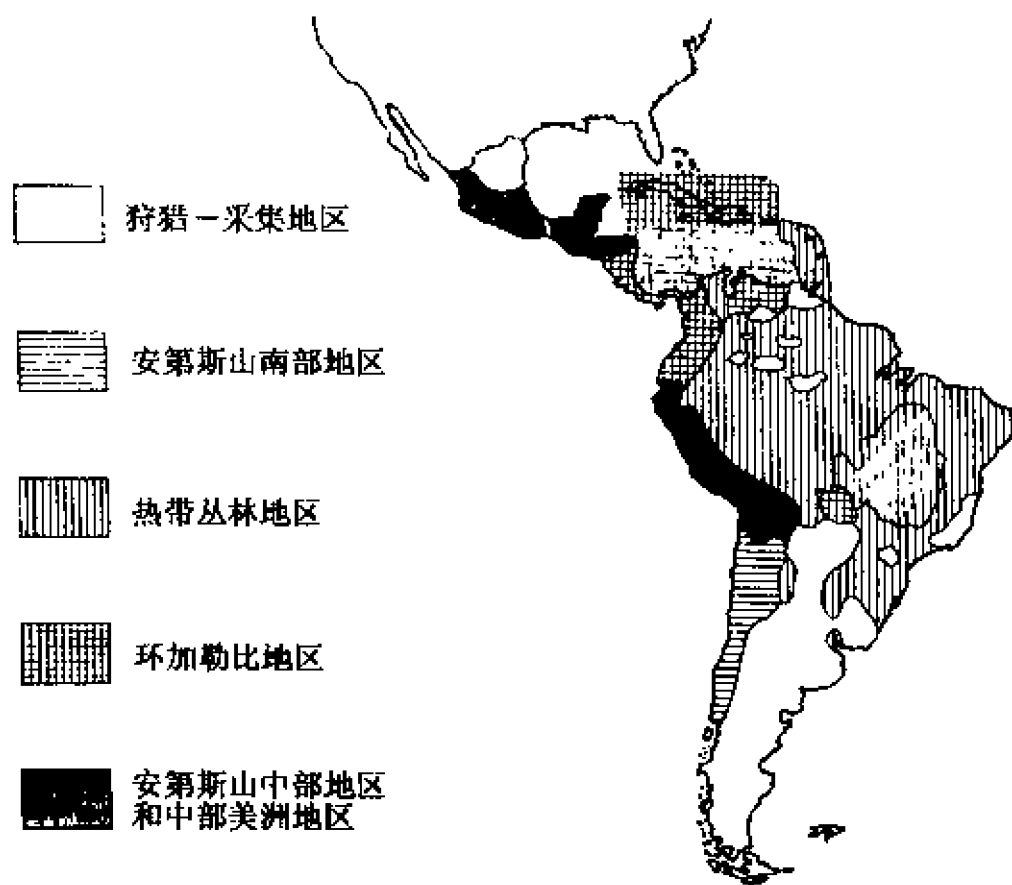 狩猎－采集地区
安第斯山南部地区
热带丛林地区
环加勒比地区
安第斯山中部地区
和中部美洲地区